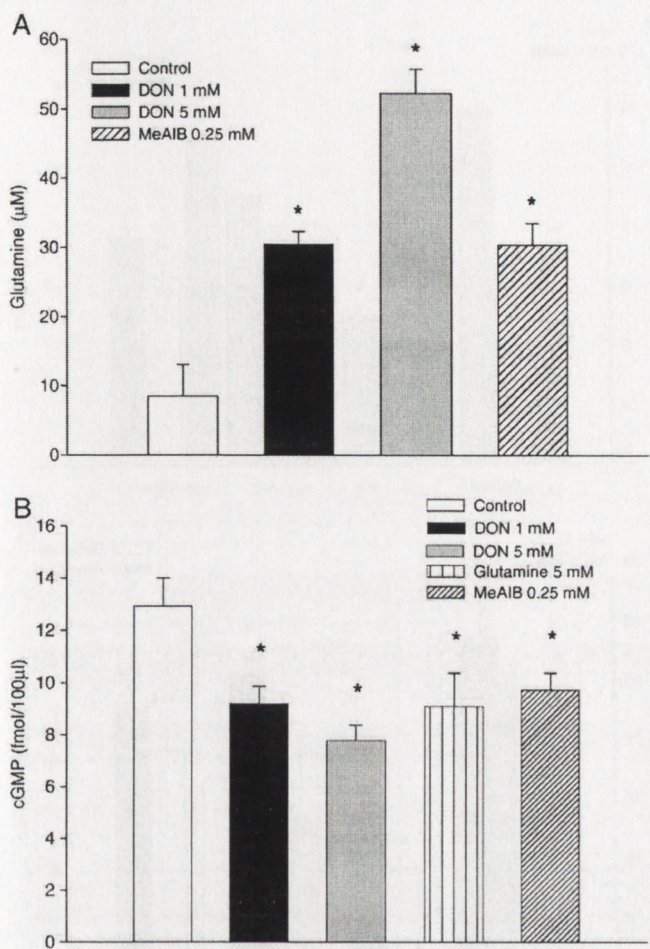 A
60
50
40
30
20
10
0
Glutamine (µM)
Control
DON 1 mM
DON 5 mM
MeAIB 0.25 mM
*
*
*
B
16
14
12
10
8
6
4
2
0
cGMP (fmol/100µl)
Control
DON 1 mM
DON 5 mM
Glutamine 5 mM
MeAIB 0.25 mM
*
*
*
*